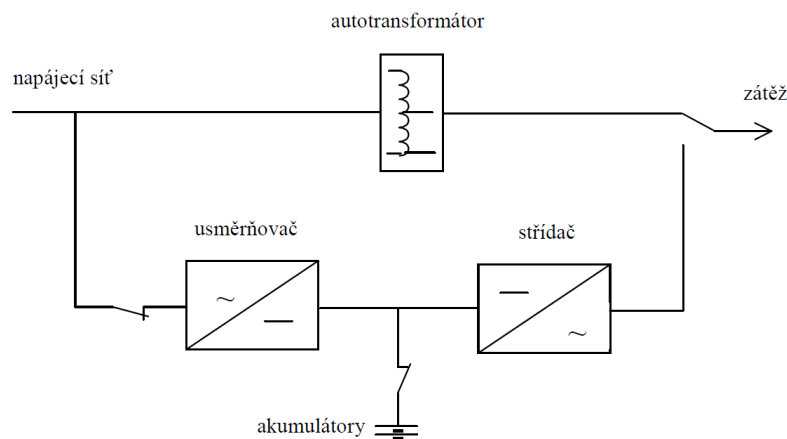 autotransformátor
napájecí síť
zátěž
usměrňovač
střídač
akumulátory